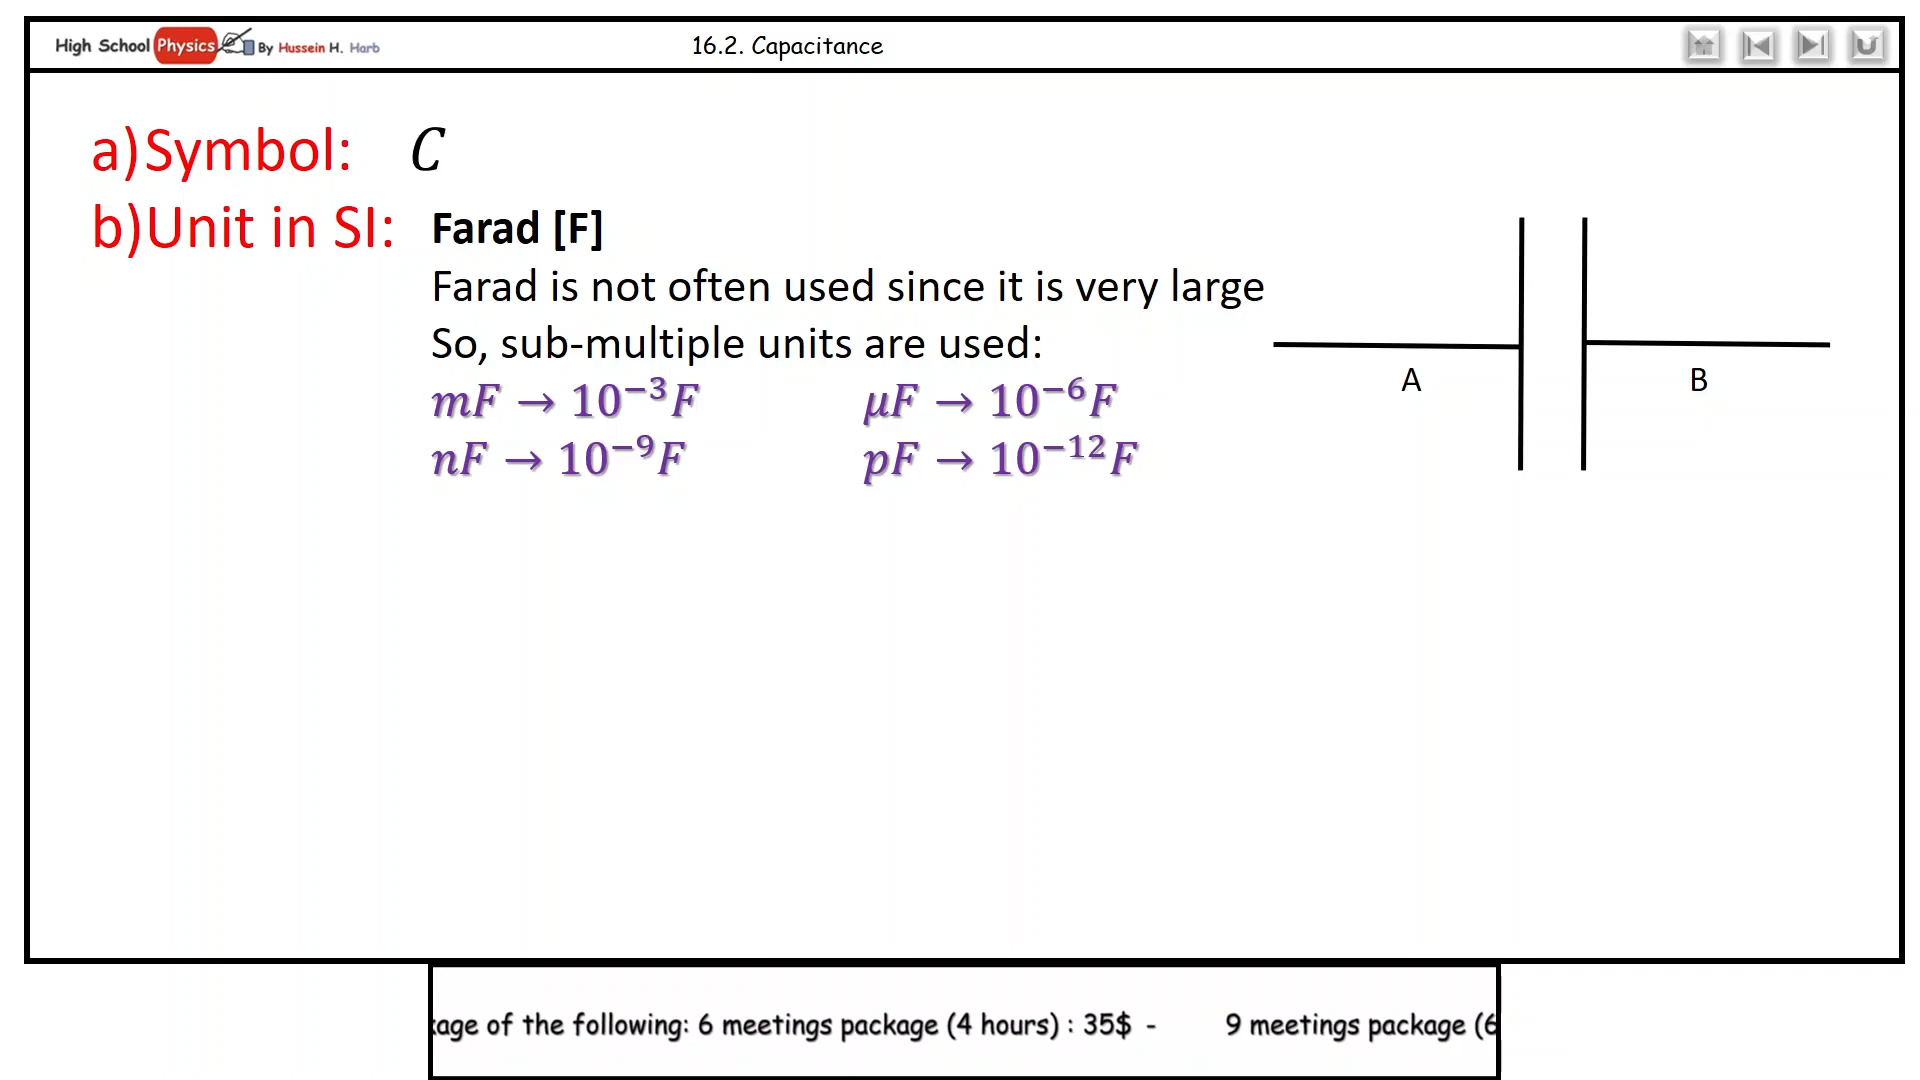 High School Physics By Hussein H. Harb
16.2. Capacitance
a) Symbol: C
b) Unit in SI: Farad [F]
Farad is not often used since it is very large
So, sub-multiple units are used:
mF → 10⁻³F μF → 10⁻⁶F
nF → 10⁻⁹F pF → 10⁻¹²F
A B
of the following: 6 meetings package (4 hours) : 35$ - 9 meetings package (6